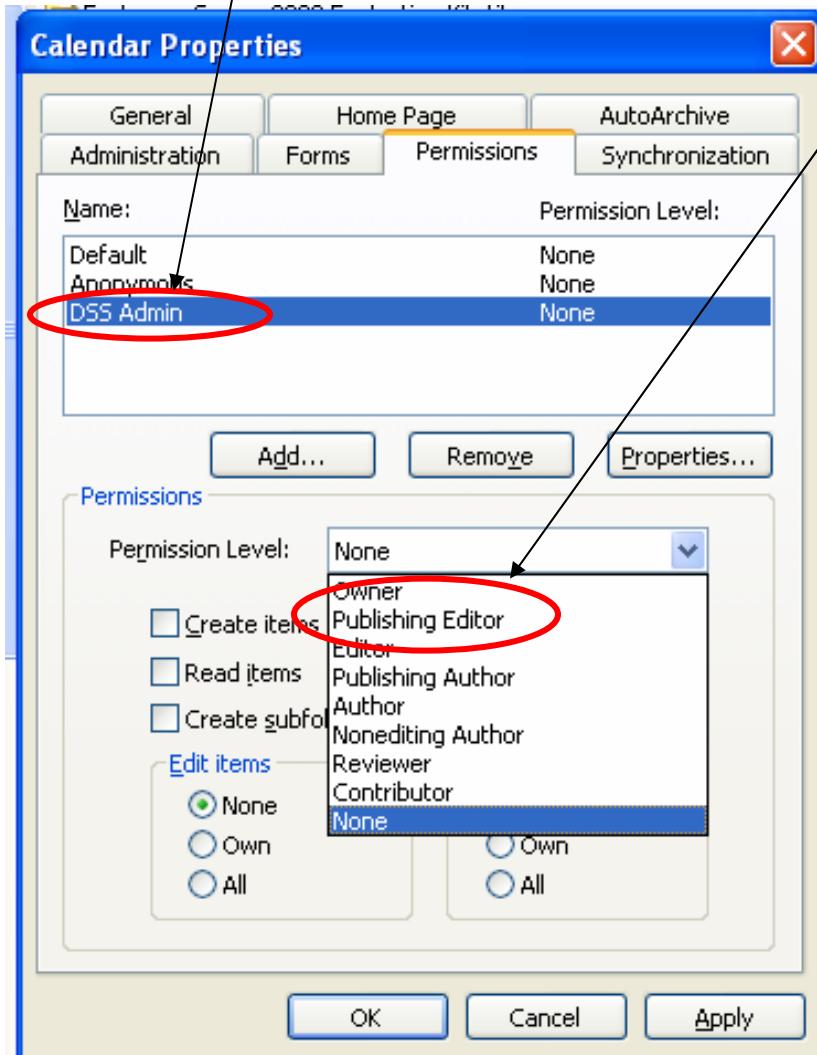 Calendar Properties
General Home Page AutoArchive
Administration Forms Permissions Synchronization
Name: Permission Level:
Default None
Anonymous None
DSS Admin None
Add... Remove Properties...
Permissions
Permission Level: None
Owner
Create items Publishing Editor
Editor
Read items Publishing Author
Create Author
Nonediting Author
Edit items Reviewer
None Contributor
None
Own Own
All All
OK Cancel Apply